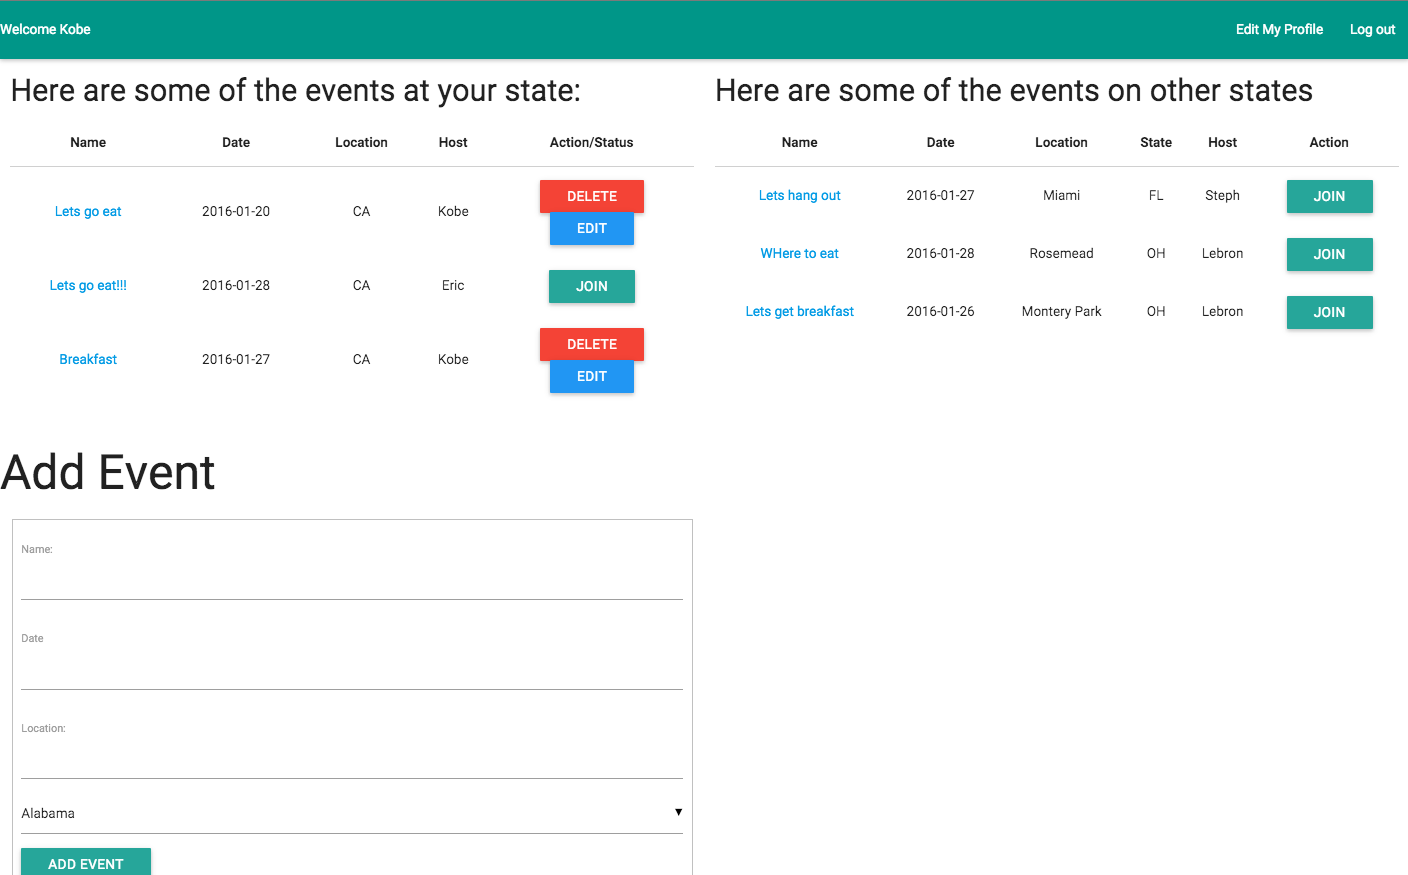 Welcome Kobe Edit My Profile Log out
Here are some of the events at your state:
Name Date Location Host Action/Status
Lets go eat 2016-01-20 CA Kobe DELETE
EDIT
Lets go eat!!! 2016-01-28 CA Eric JOIN
Breakfast 2016-01-27 CA Kobe DELETE
EDIT
Here are some of the events on other states
Name Date Location State Host Action
Lets hang out 2016-01-27 Miami FL Steph JOIN
WHere to eat 2016-01-28 Rosemead OH Lebron JOIN
Lets get breakfast 2016-01-26 Montery Park OH Lebron JOIN
Add Event
Name:
Date
Location:
Alabama
ADD EVENT